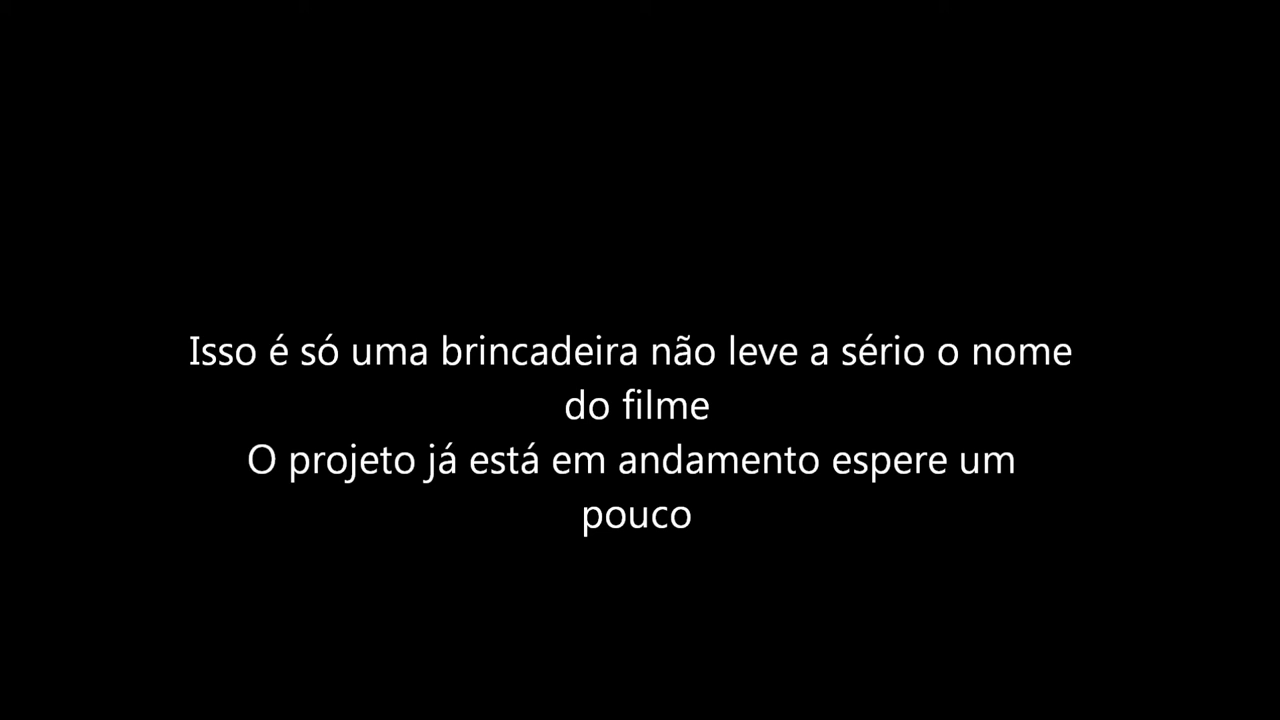 Isso é só uma brincadeira não leve a sério o nome
do filme
O projeto já está em andamento espere um
pouco